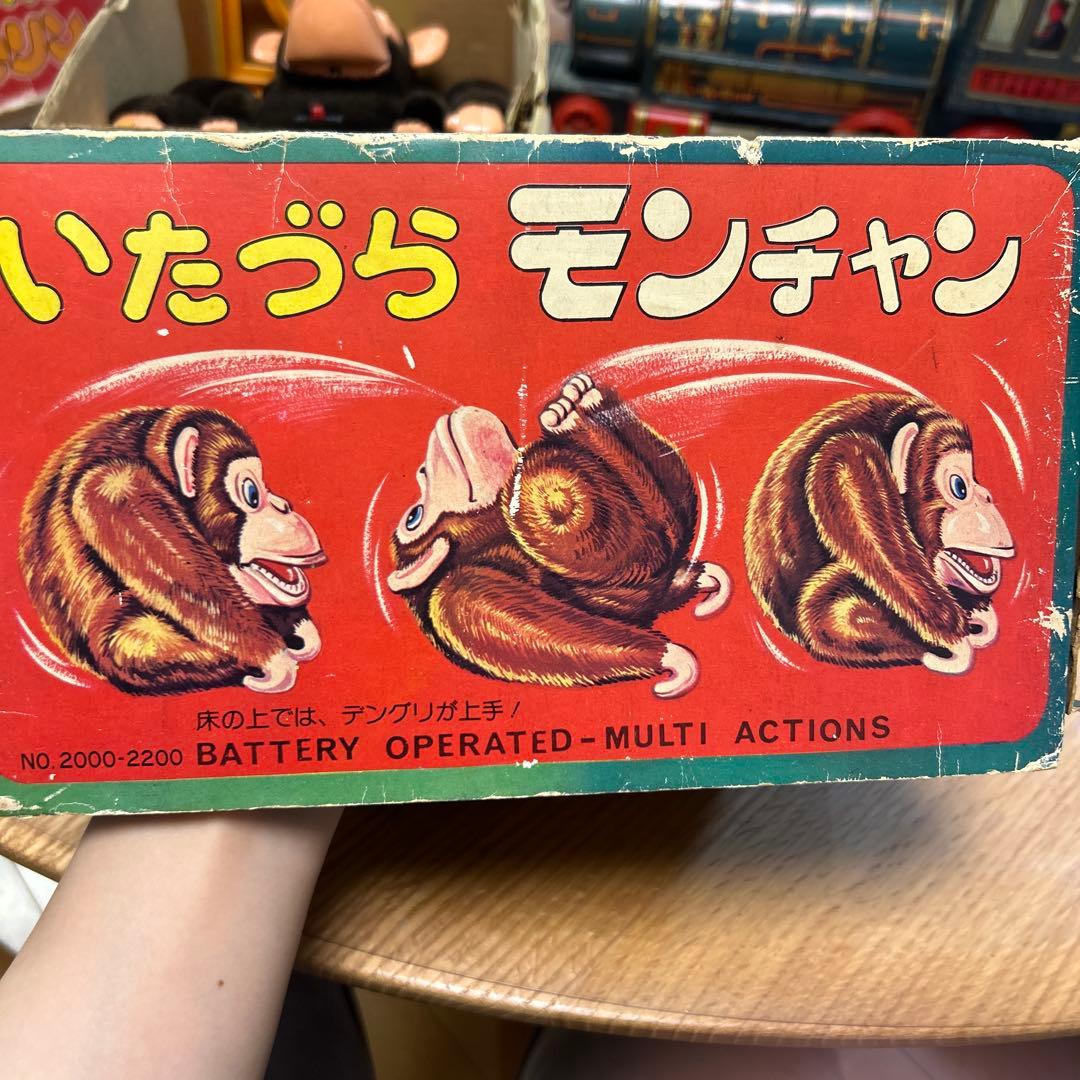 いたづら モンチャン
床の上では、デングリが上手!
NO.2000-2200 BATTERY OPERATED-MULTI ACTIONS